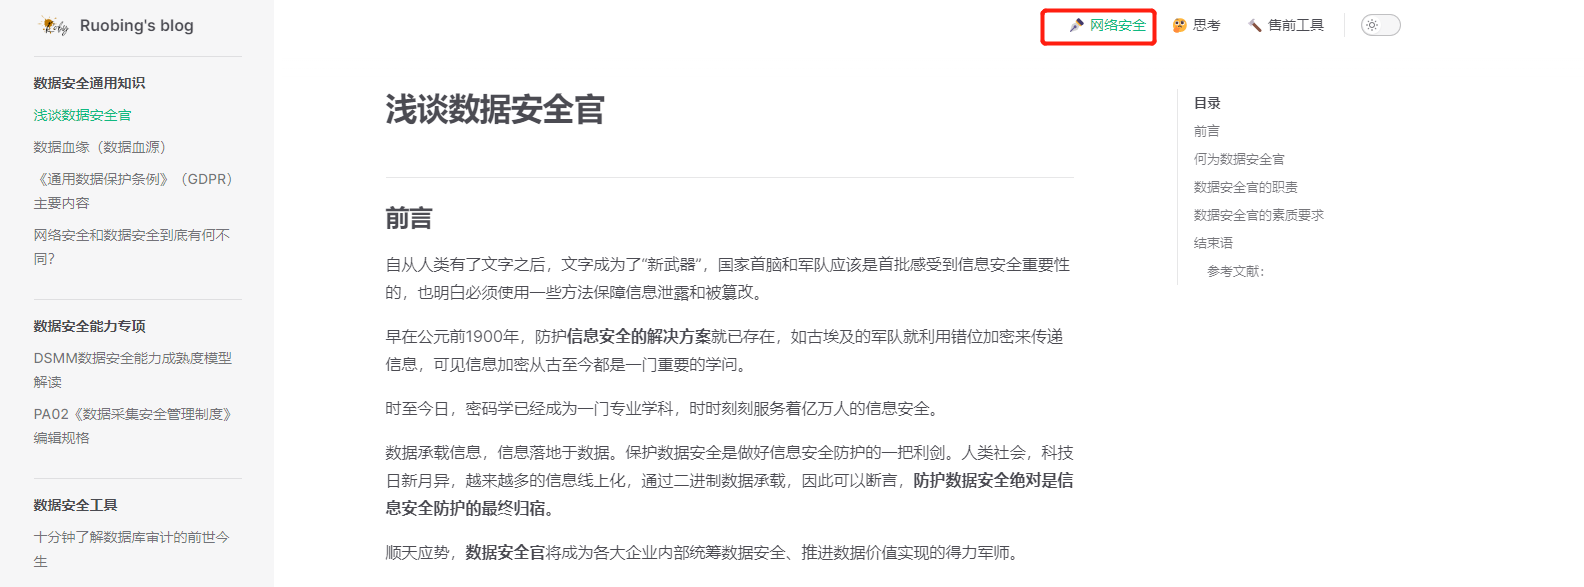 Roby
Ruobing's blog
网络安全
思考
售前工具
数据安全通用知识
浅谈数据安全官
数据血缘（数据血源）
《通用数据保护条例》（GDPR）
主要内容
网络安全和数据安全到底有何不
同？
数据安全能力专项
DSMM数据安全能力成熟度模型
解读
PA02《数据采集安全管理制度》
编辑规格
数据安全工具
十分钟了解数据库审计的前世今
生
浅谈数据安全官
前言
自从人类有了文字之后，文字成为了“新武器”，国家首脑和军队应该是首批感受到信息安全重要性
的，也明白必须使用一些方法保障信息泄露和被篡改。
早在公元前1900年，防护信息安全的解决方案就已存在，如古埃及的军队就利用错位加密来传递
信息，可见信息加密从古至今都是一门重要的学问。
时至今日，密码学已经成为一门专业学科，时时刻刻服务着亿万人的信息安全。
数据承载信息，信息落地于数据。保护数据安全是做好信息安全防护的一把利剑。人类社会，科技
日新月异，越来越多的信息线上化，通过二进制数据承载，因此可以断言，防护数据安全绝对是信
息安全防护的最终归宿。
顺天应势，数据安全官将成为各大企业内部统筹数据安全、推进数据价值实现的得力军师。
目录
前言
何为数据安全官
数据安全官的职责
数据安全官的素质要求
结束语
参考文献：